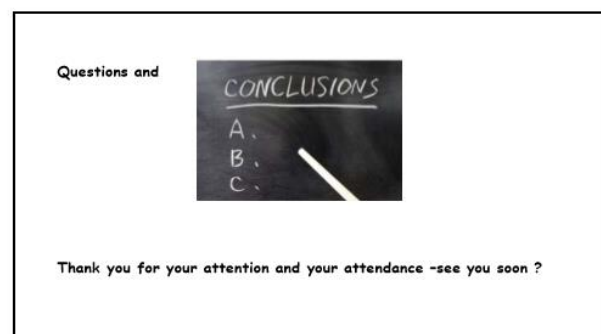 Questions and
CONCLUSIONS
A.
B.
C.
Thank you for your attention and your attendance –see you soon ?